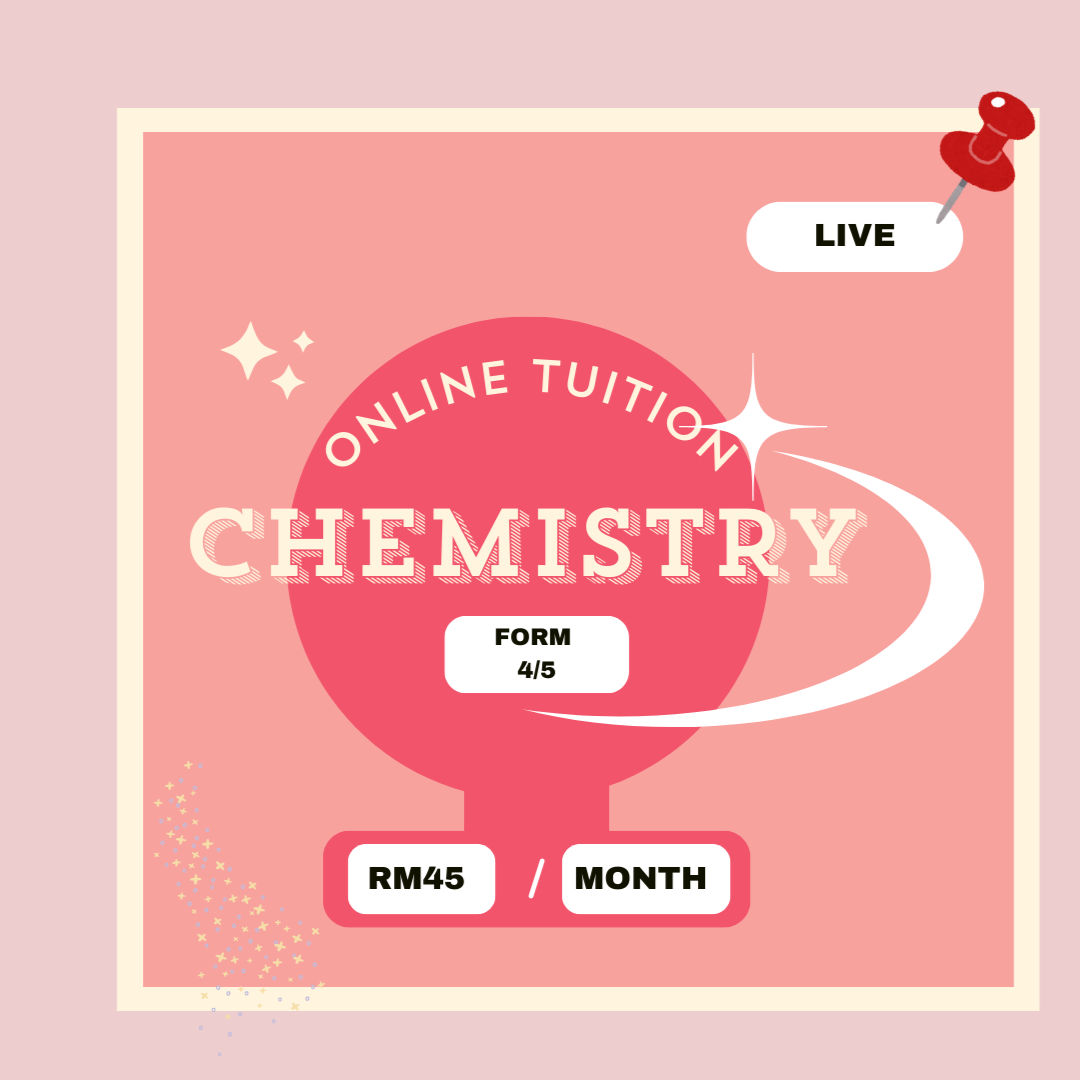 LIVE
ONLINE TUITION
CHEMISTRY
FORM
4/5
RM45 / MONTH